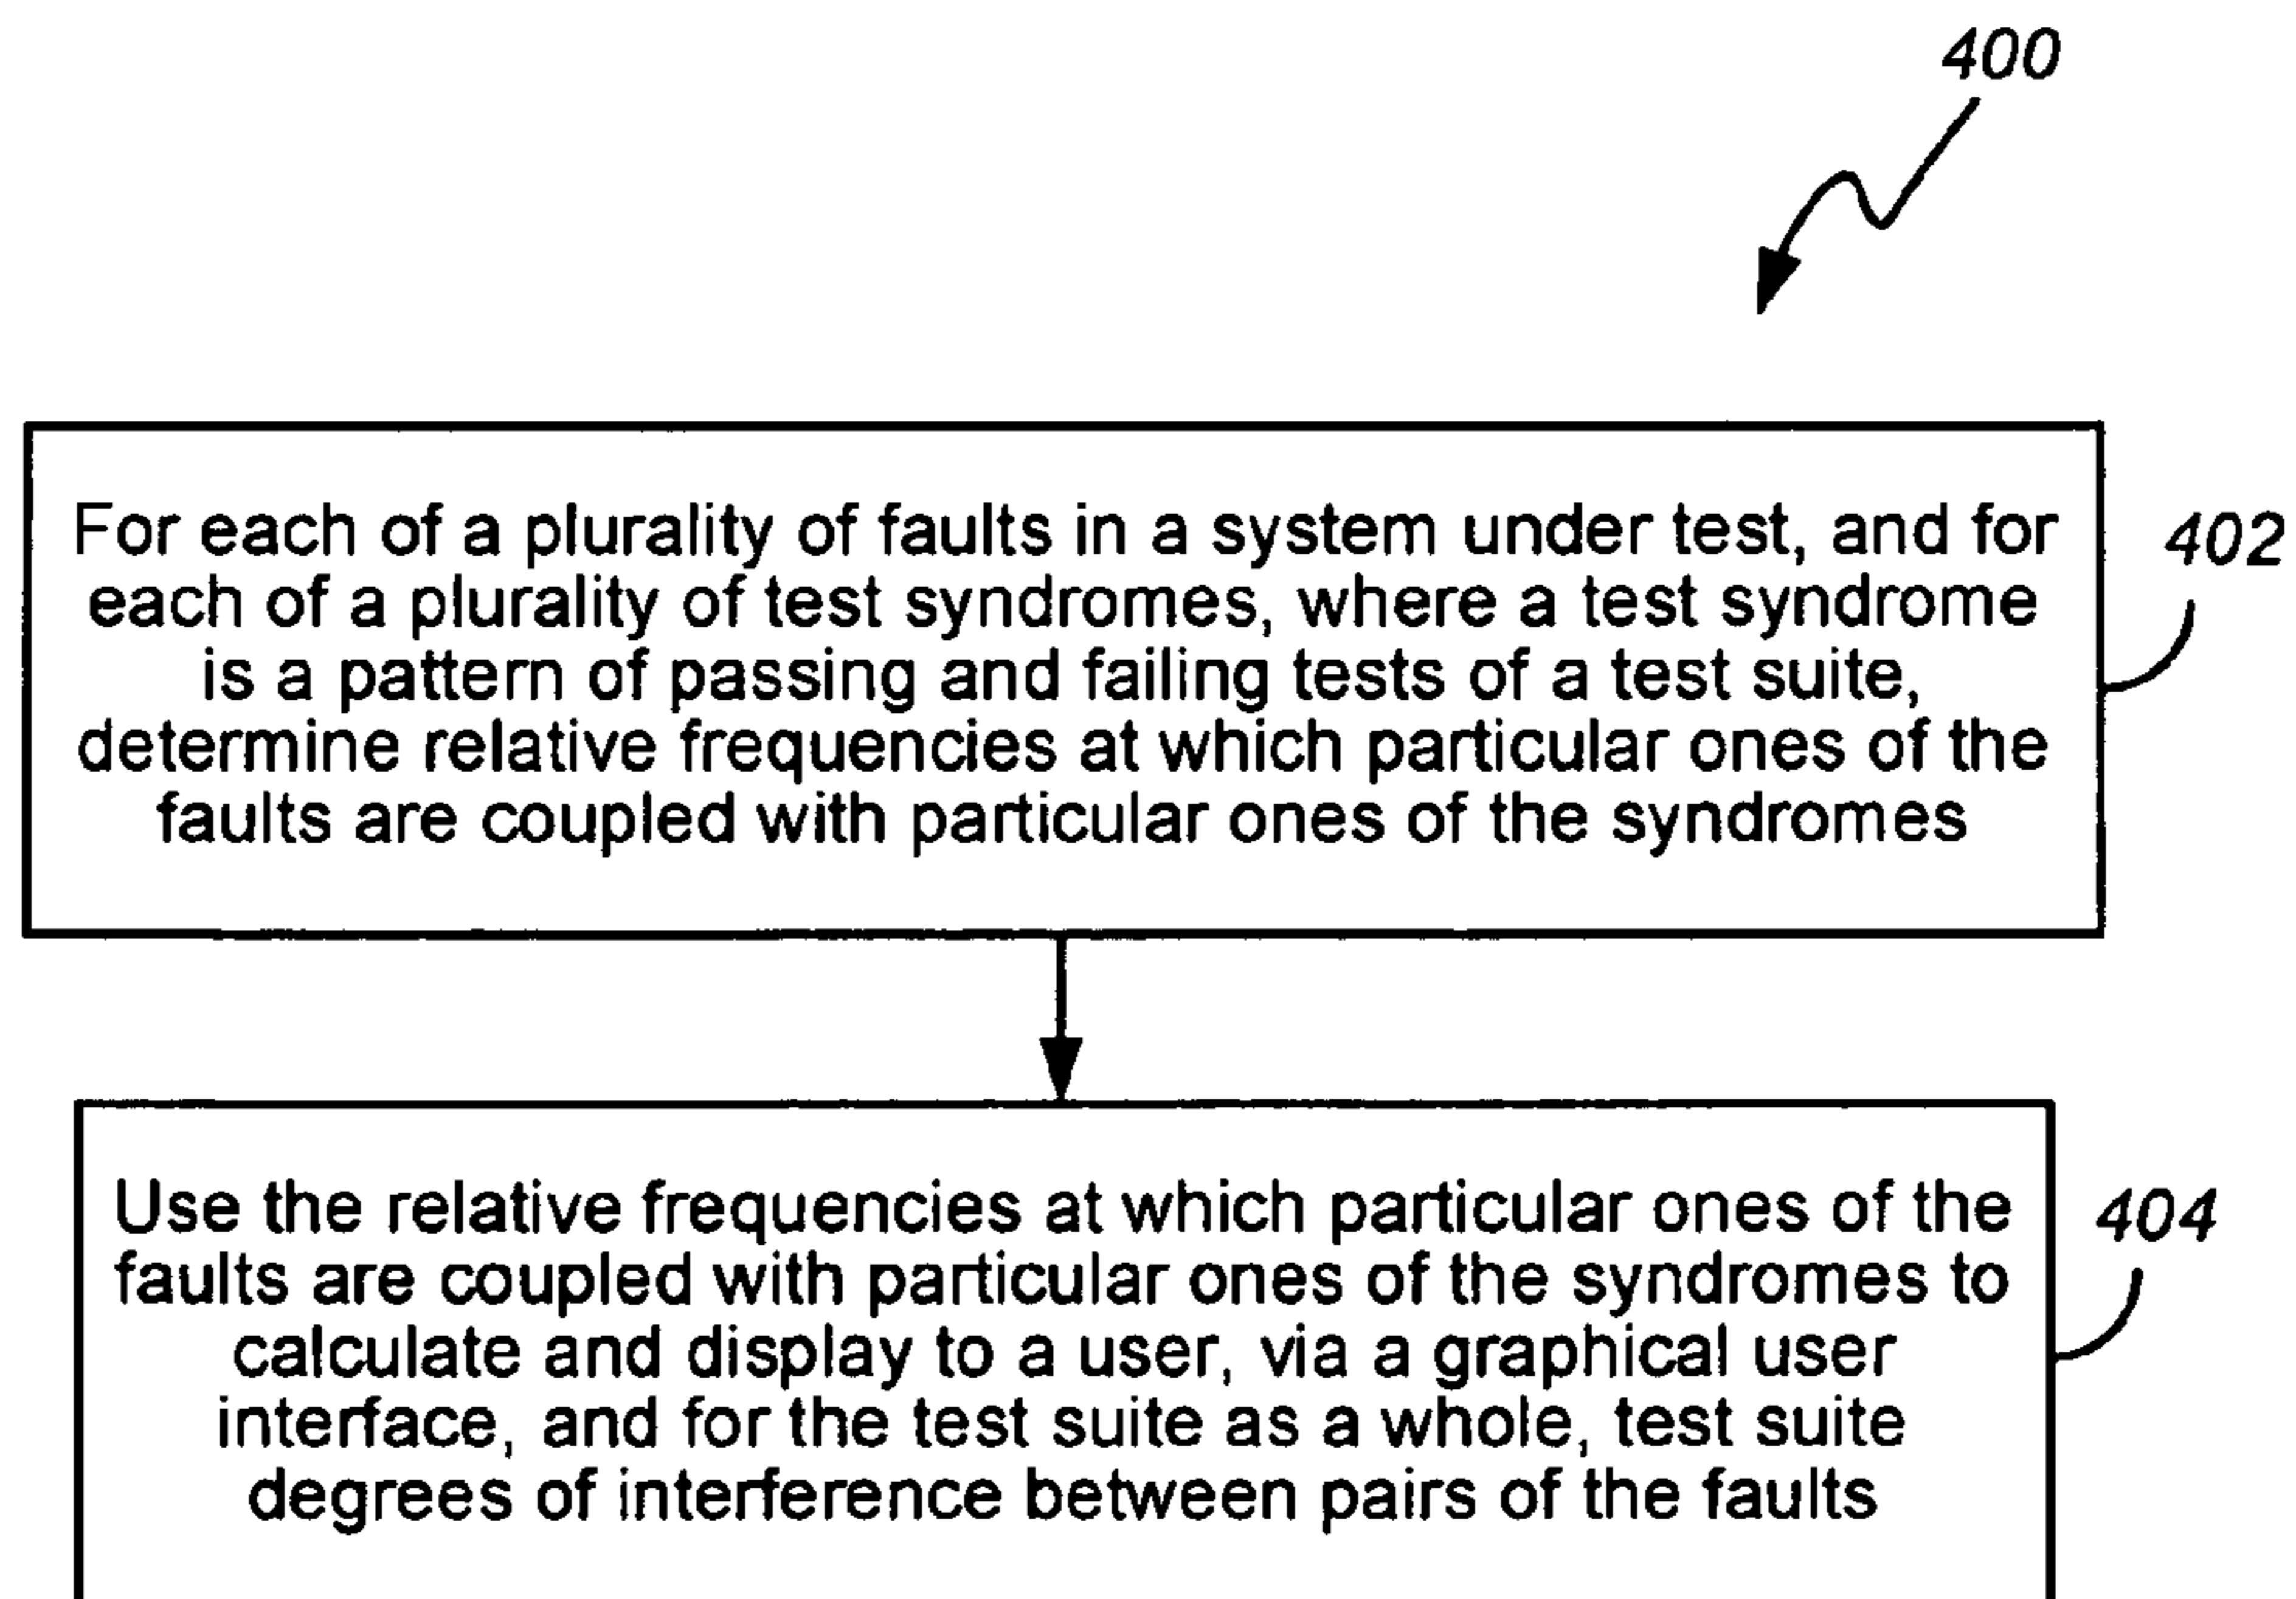 400
For each of a plurality of faults in a system under test, and for
each of a plurality of test syndromes, where a test syndrome
is a pattern of passing and failing tests of a test suite,
determine relative frequencies at which particular ones of the
faults are coupled with particular ones of the syndromes
402
Use the relative frequencies at which particular ones of the
faults are coupled with particular ones of the syndromes to
calculate and display to a user, via a graphical user
interface, and for the test suite as a whole, test suite
degrees of interference between pairs of the faults
404